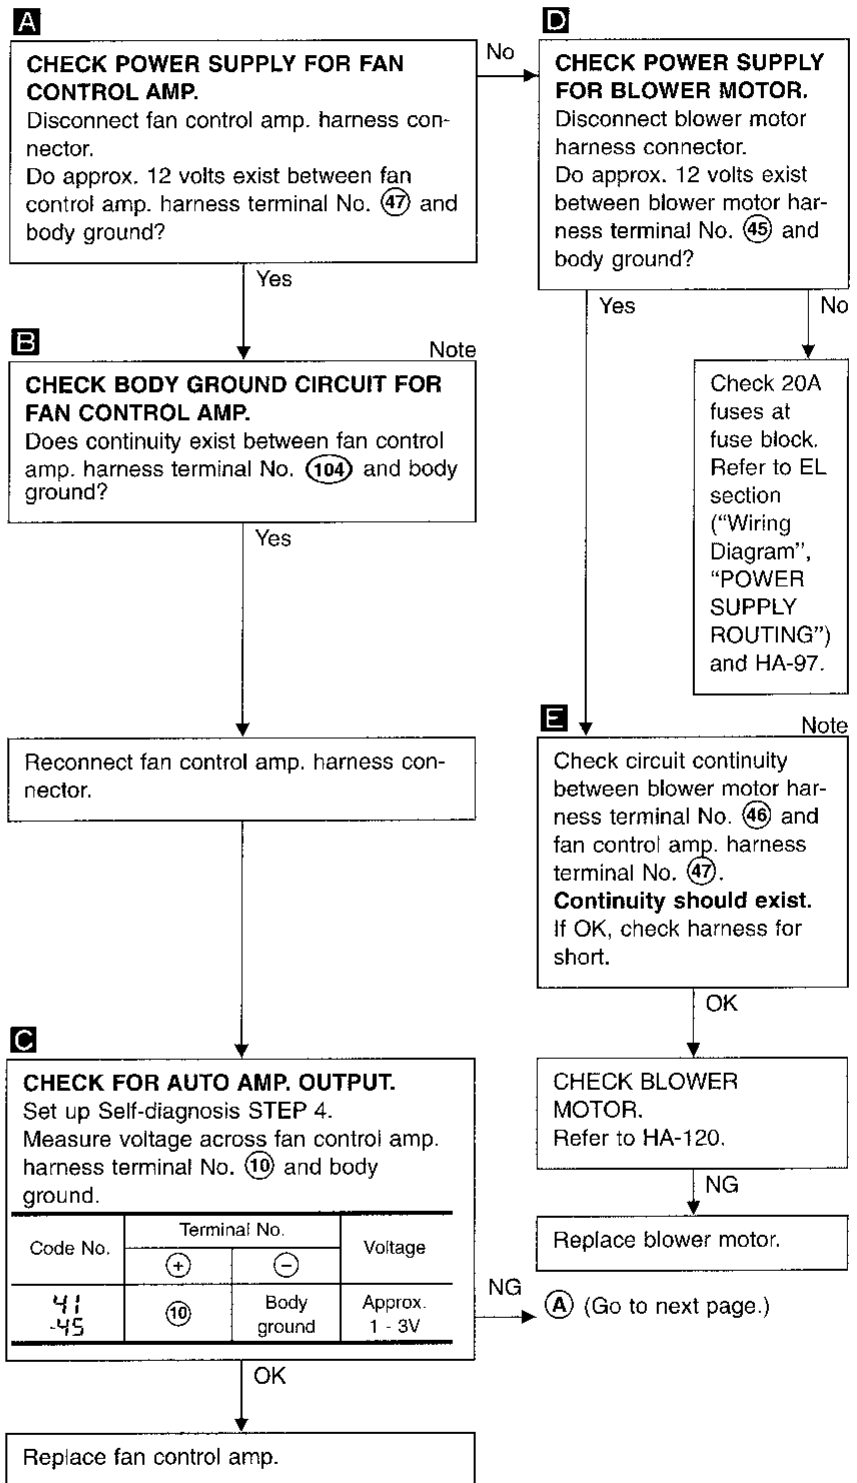 A
CHECK POWER SUPPLY FOR FAN
CONTROL AMP.
Disconnect fan control amp. harness con-
nector.
Do approx. 12 volts exist between fan
control amp. harness terminal No. 47 and
body ground?
No
Yes
B
Note
CHECK BODY GROUND CIRCUIT FOR
FAN CONTROL AMP.
Does continuity exist between fan control
amp. harness terminal No. 104 and body
ground?
Yes
Reconnect fan control amp. harness con-
nector.
C
CHECK FOR AUTO AMP. OUTPUT.
Set up Self-diagnosis STEP 4.
Measure voltage across fan control amp.
harness terminal No. 10 and body
ground.
Code No.
Terminal No.
+
−
Voltage
41
-45
10
Body
ground
Approx.
1 - 3V
NG
A (Go to next page.)
OK
Replace fan control amp.
D
CHECK POWER SUPPLY
FOR BLOWER MOTOR.
Disconnect blower motor
harness connector.
Do approx. 12 volts exist
between blower motor har-
ness terminal No. 45 and
body ground?
Yes
No
Check 20A
fuses at
fuse block.
Refer to EL
section
("Wiring
Diagram",
"POWER
SUPPLY
ROUTING")
and HA-97.
E
Note
Check circuit continuity
between blower motor har-
ness terminal No. 46 and
fan control amp. harness
terminal No. 47.
Continuity should exist.
If OK, check harness for
short.
OK
CHECK BLOWER
MOTOR.
Refer to HA-120.
NG
Replace blower motor.